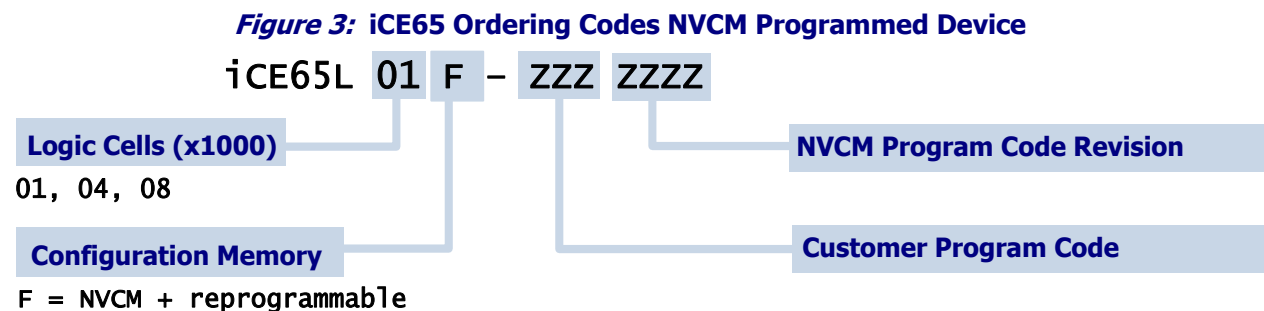 Figure 3: iCE65 Ordering Codes NVCM Programmed Device
iCE65L 01 F - ZZZ ZZZZ
Logic Cells (x1000)
NVCM Program Code Revision
01, 04, 08
Configuration Memory
Customer Program Code
F = NVCM + reprogrammable